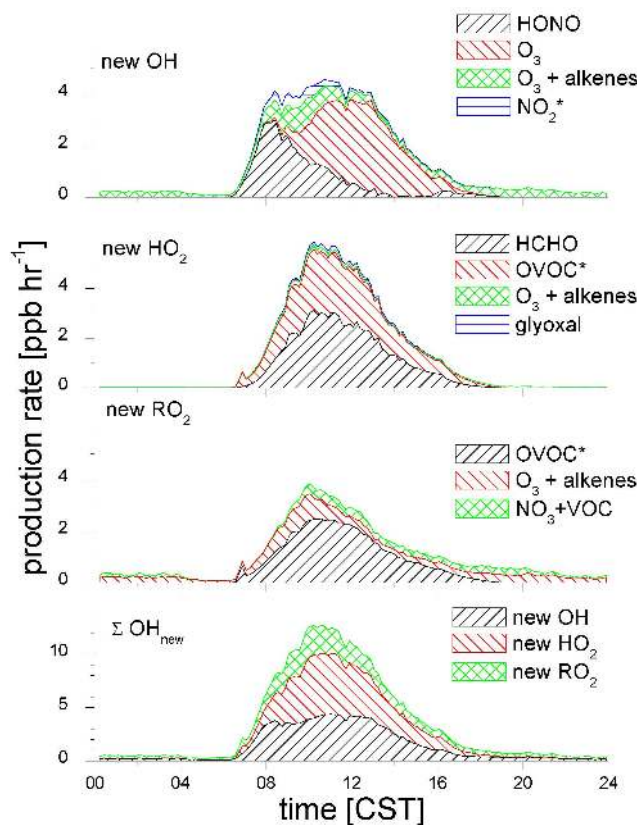 new OH
HONO
O₃
O₃ + alkenes
NO₂*
4
2
0
new HO₂
HCHO
OVOC*
O₃ + alkenes
glyoxal
4
2
0
new RO₂
OVOC*
O₃ + alkenes
NO₃+VOC
4
2
0
production rate [ppb hr⁻¹]
Σ OHnew
new OH
new HO₂
new RO₂
10
5
0
00 04 08 12 16 20 24
time [CST]